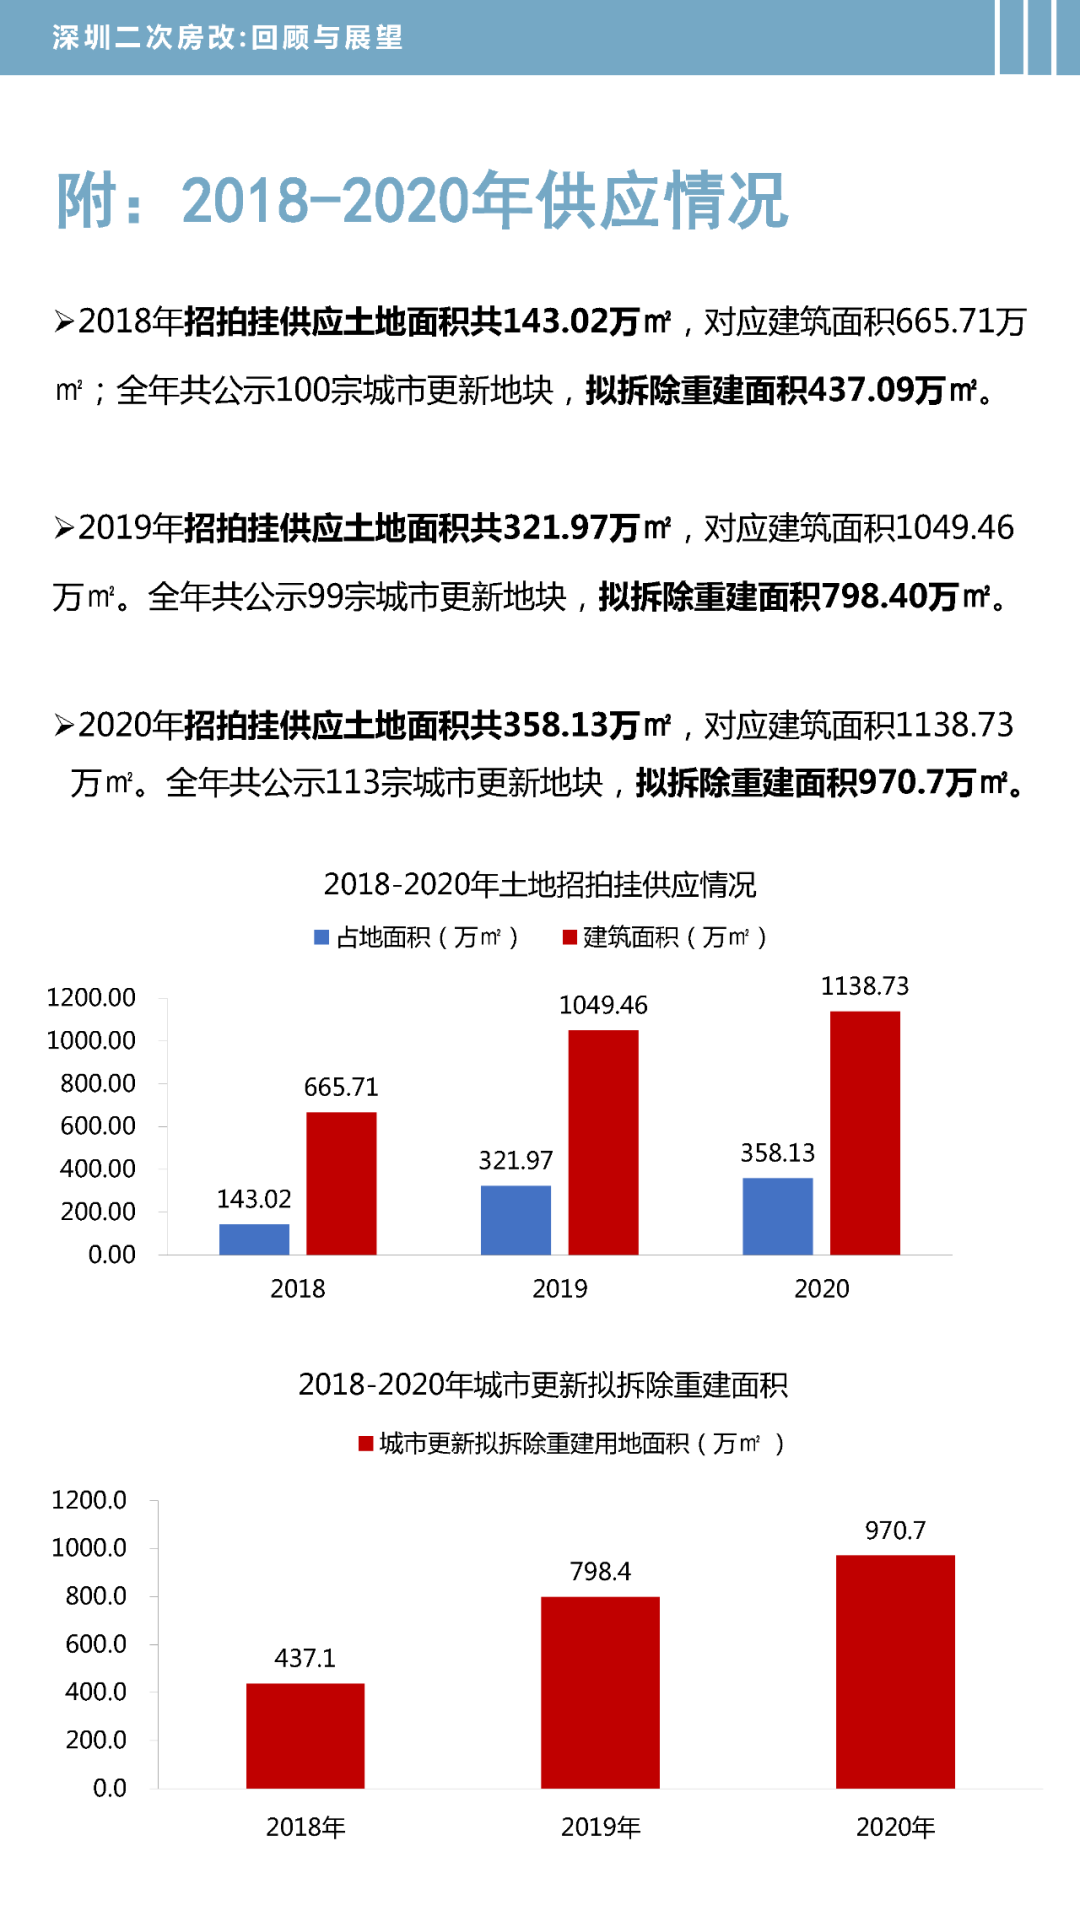 深圳二次房改:回顾与展望
附：2018-2020年供应情况
➢2018年招拍挂供应土地面积共143.02万㎡，对应建筑面积665.71万
㎡；全年共公示100宗城市更新地块，拟拆除重建面积437.09万㎡。
➢2019年招拍挂供应土地面积共321.97万㎡，对应建筑面积1049.46
万㎡。全年共公示99宗城市更新地块，拟拆除重建面积798.40万㎡。
➢2020年招拍挂供应土地面积共358.13万㎡，对应建筑面积1138.73
万㎡。全年共公示113宗城市更新地块，拟拆除重建面积970.7万㎡。
2018-2020年土地招拍挂供应情况
占地面积（万㎡） 建筑面积（万㎡）
1200.00
1000.00
800.00
600.00
400.00
200.00
0.00
143.02
665.71
321.97
1049.46
358.13
1138.73
2018 2019 2020
2018-2020年城市更新拟拆除重建面积
城市更新拟拆除重建用地面积（万㎡ ）
1200.0
1000.0
800.0
600.0
400.0
200.0
0.0
437.1
798.4
970.7
2018年 2019年 2020年